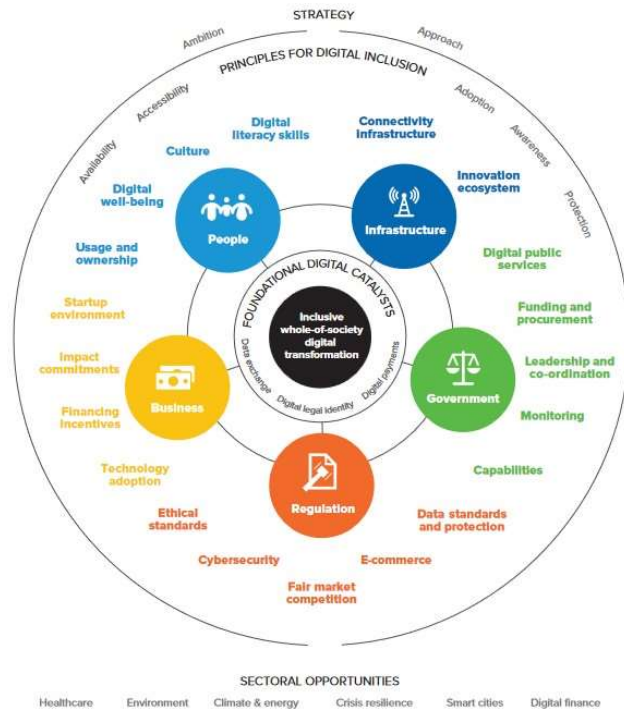 STRATEGY
Ambition
Approach
PRINCIPLES FOR DIGITAL INCLUSION
Availability
Accessibility
Adoption
Awareness
Protection
Digital
literacy skills
Culture
Digital
well-being
Usage and
ownership
People
Connectivity
infrastructure
Innovation
ecosystem
Infrastructure
Digital public
services
Funding and
procurement
Leadership and
co-ordination
Monitoring
Capabilities
Government
FOUNDATIONAL DIGITAL CATALYSTS
Inclusive
whole-of-society
digital
transformation
Data exchange
Digital legal identity
Digital payments
Startup
environment
Impact
commitments
Financing
Incentives
Technology
adoption
Business
Regulation
Ethical
standards
Cybersecurity
Fair market
competition
E-commerce
Data standards
and protection
SECTORAL OPPORTUNITIES
Healthcare
Environment
Climate & energy
Crisis resilience
Smart cities
Digital finance